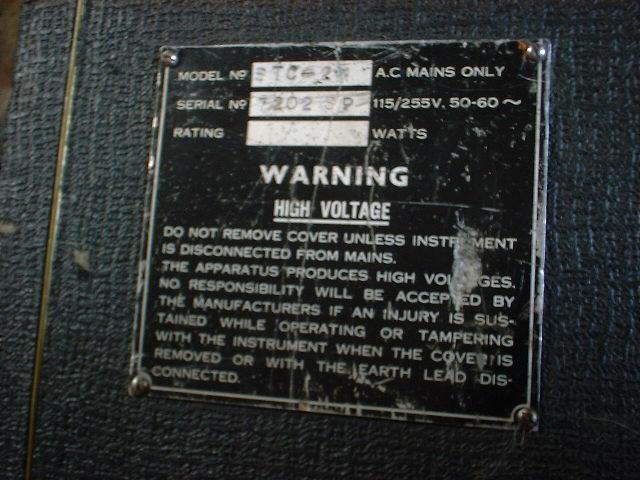 MODEL Nº A.C MAINS ONLY
SERIAL Nº 7202 SP 115/255V. 50-60 ~
RATING WATTS
WARNING
HIGH VOLTAGE
DO NOT REMOVE COVER UNLESS INSTRUMENT
IS DISCONNECTED FROM MAINS.
THE APPARATUS PRODUCES HIGH VOLTAGES.
NO RESPONSIBILITY WILL BE ACCEPTED BY
THE MANUFACTURERS IF AN INJURY IS SUS-
TAINED WHILE OPERATING OR TAMPERING
WITH THE INSTRUMENT WHEN THE COVER IS
REMOVED OR WITH THE EARTH LEAD DIS-
CONNECTED.